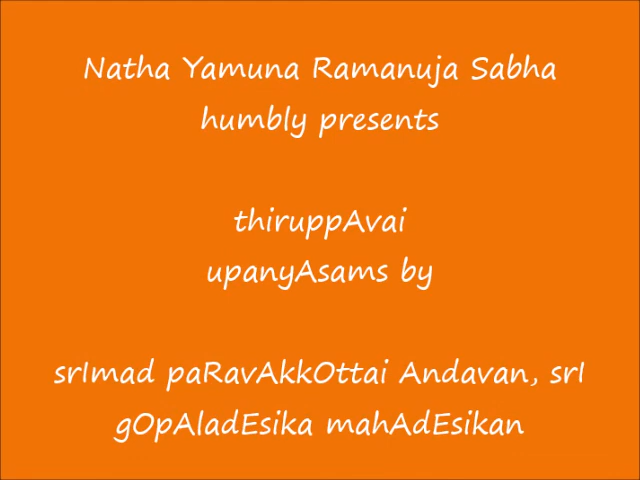 Natha Yamuna Ramanuja Sabha
humbly presents
thiruppAvai
upanyAsams by
srImad paRavAkkOttai Andavan, srI
gOpAladEsika mahAdEsikan